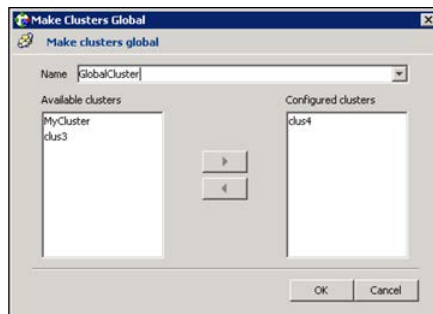 Make Clusters Global
Make clusters global
Name GlobalCluster
Available clusters
MyCluster
clus3
Configured clusters
clus4
OK Cancel